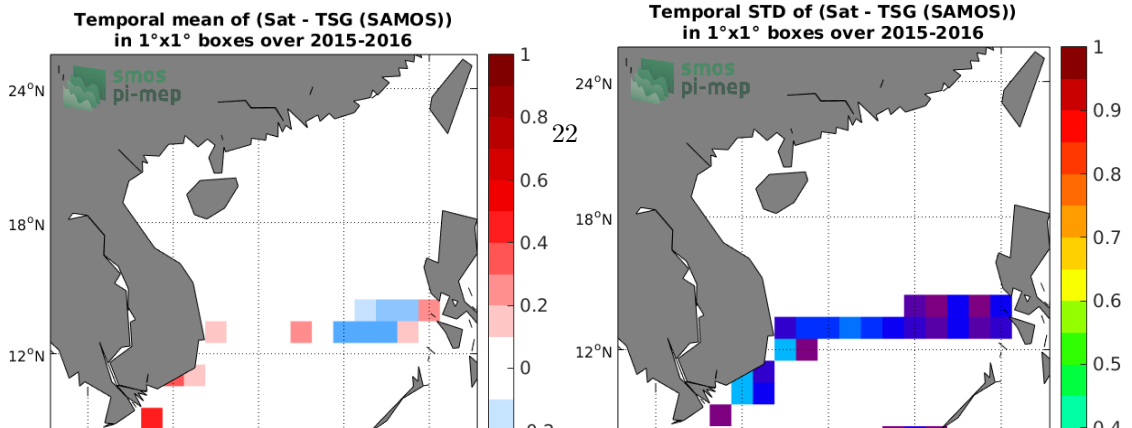 Temporal mean of (Sat - TSG (SAMOS))
in 1°x1° boxes over 2015-2016
smos
pi-mep
24°N
18°N
12°N
1
0.8
0.6
0.4
0.2
0
-0.2
22
Temporal STD of (Sat - TSG (SAMOS))
in 1°x1° boxes over 2015-2016
smos
pi-mep
24°N
18°N
12°N
1
0.9
0.8
0.7
0.6
0.5
0.4